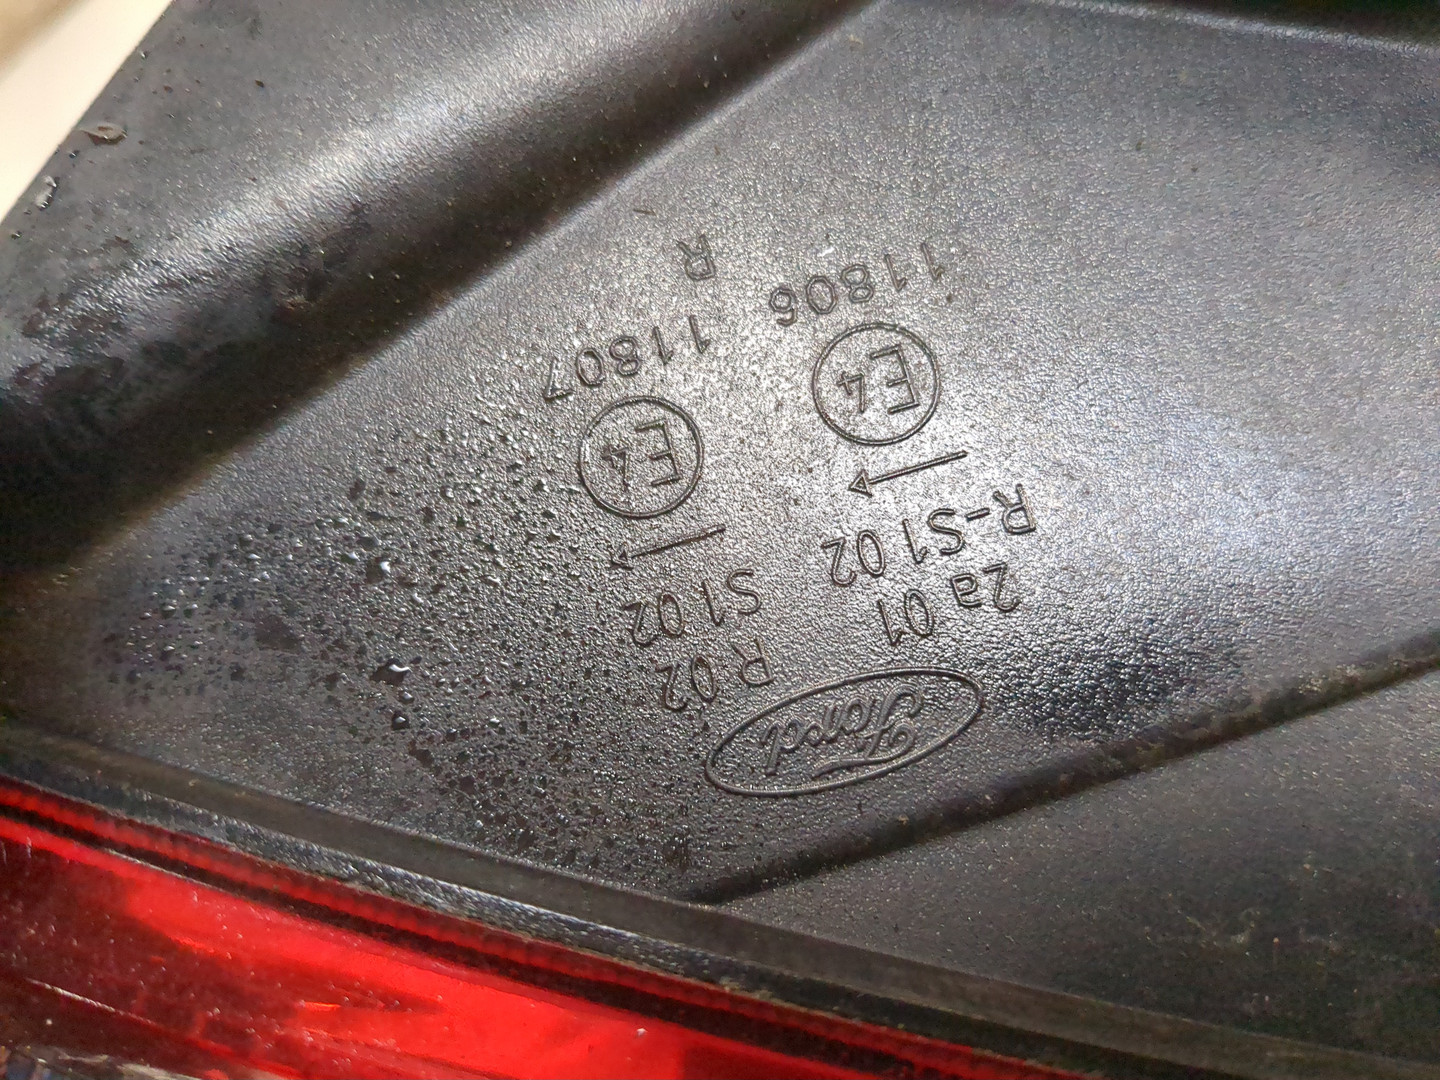 Ford
2a 01
R-S1 02
→
E4
11806
R 02
S1 02
→
E4
11807
R